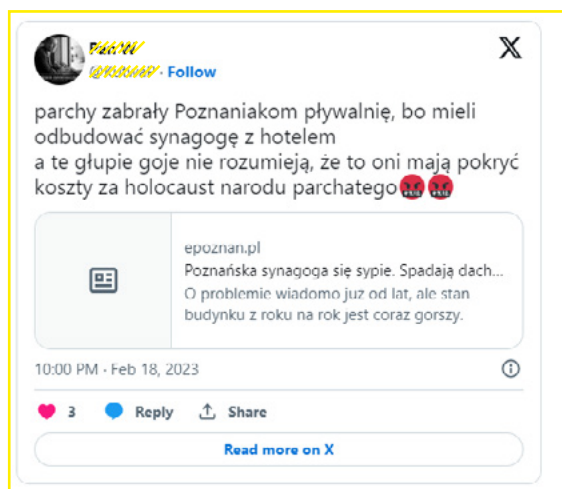 Follow
parchy zabrały Poznaniakom pływalnię, bo mieli
odbudować synagogę z hotelem
a te głupie goje nie rozumieją, że to oni mają pokryć
koszty za holocaust narodu parchatego🤬🤬
epoznan.pl
Poznańska synagoga się sypie. Spadają dach...
O problemie wiadomo już od lat, ale stan
budynku z roku na rok jest coraz gorszy.
10:00 PM · Feb 18, 2023
3 Reply Share
Read more on X